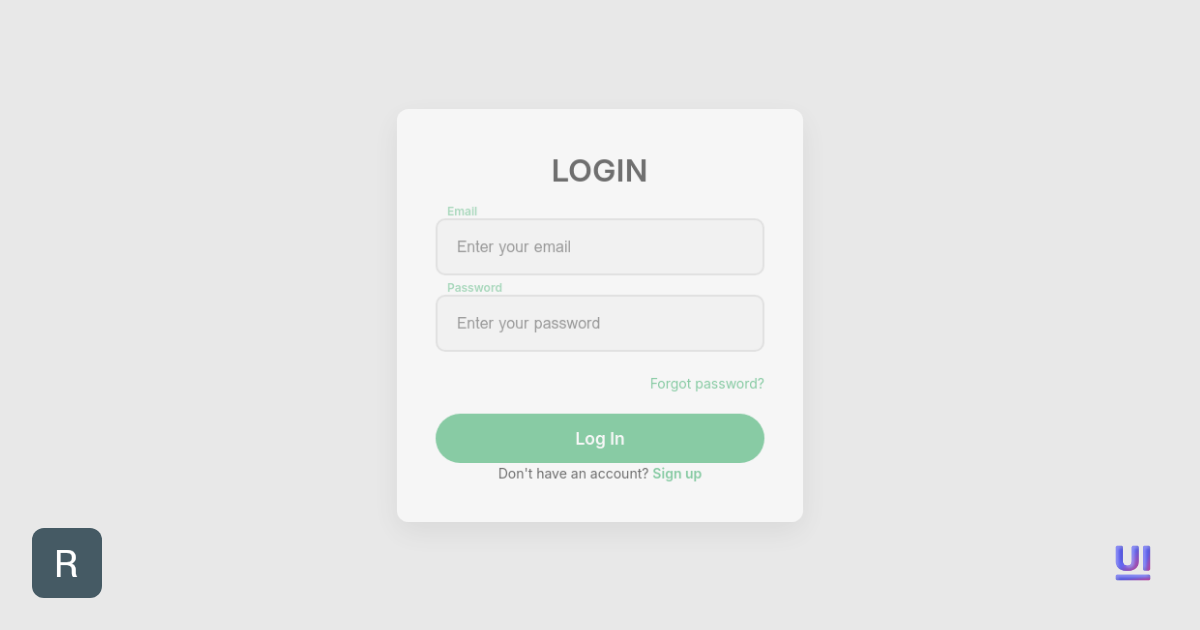 LOGIN
Email
Enter your email
Password
Enter your password
Forgot password?
Log In
Don't have an account? Sign up
R
UI